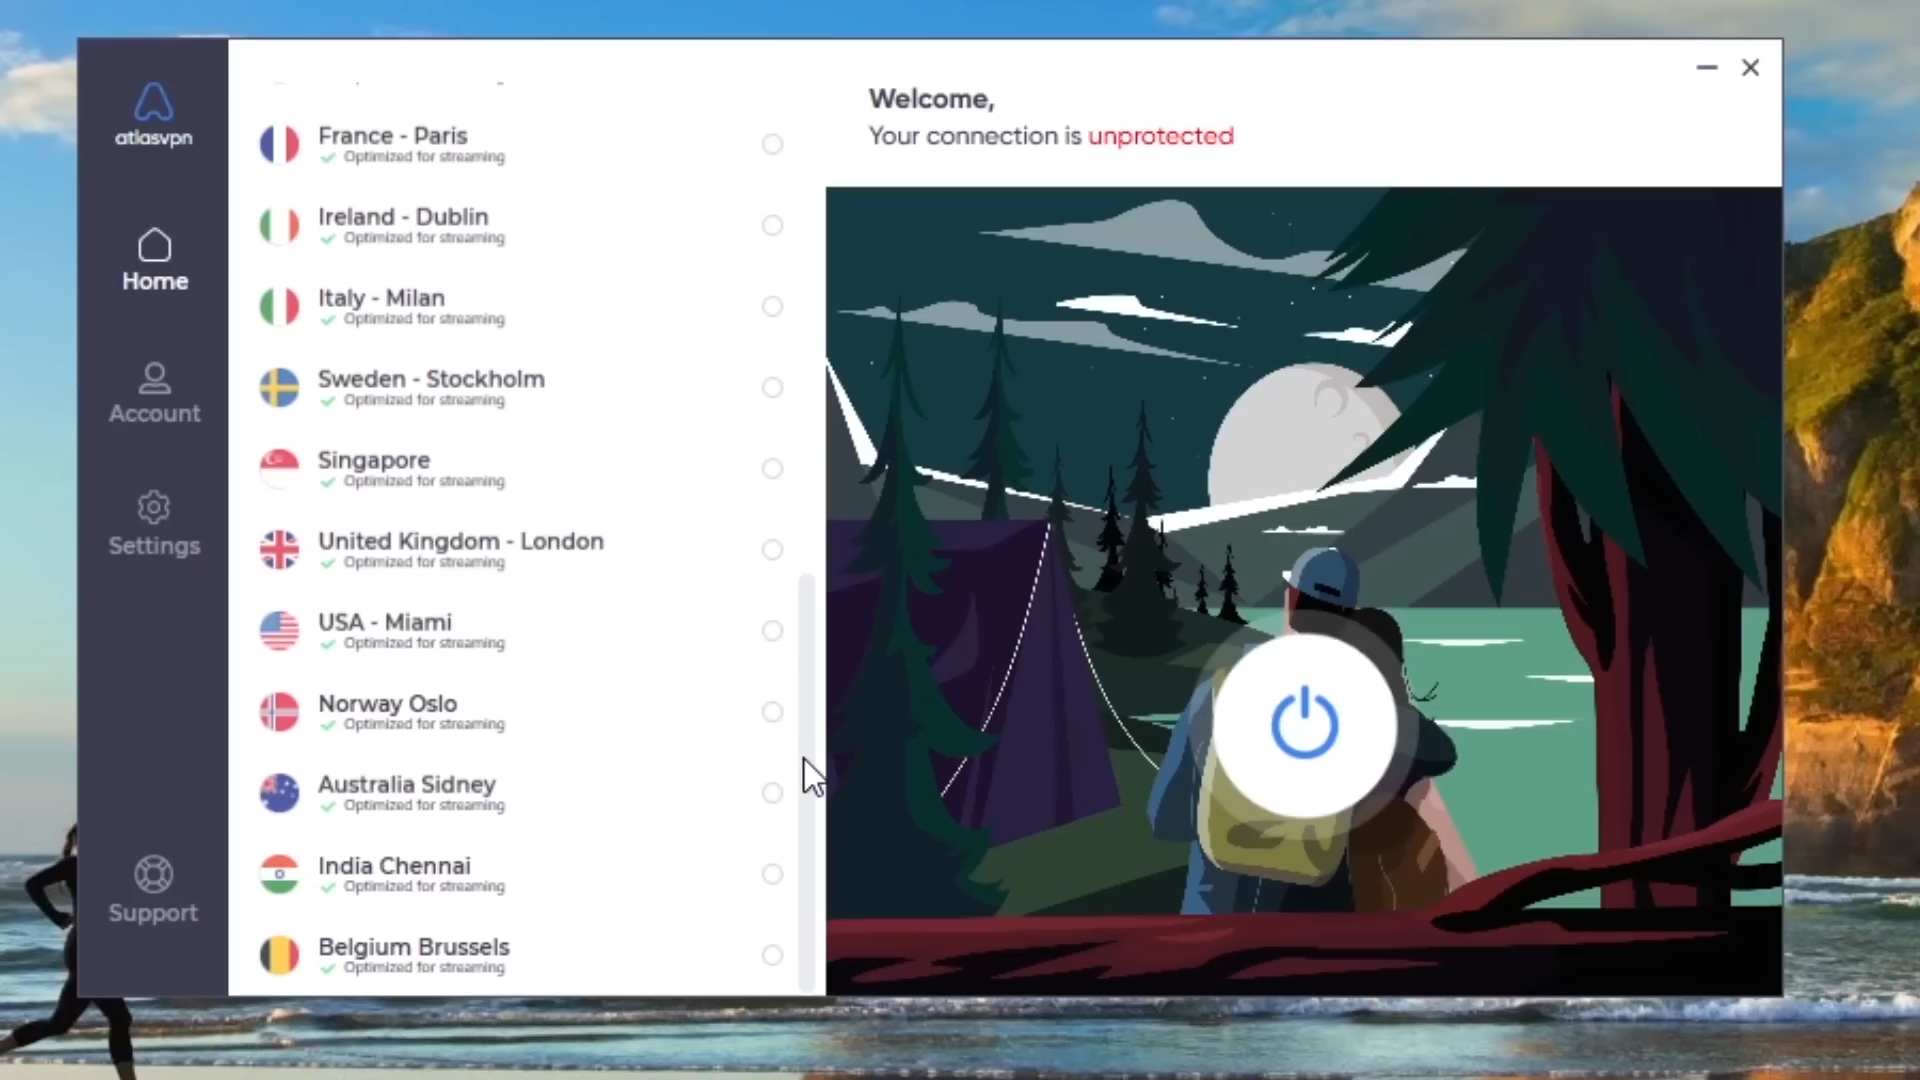 atlasvpn
Home
Account
Settings
Support
France - Paris
Optimized for streaming
Ireland - Dublin
Optimized for streaming
Italy - Milan
Optimized for streaming
Sweden - Stockholm
Optimized for streaming
Singapore
Optimized for streaming
United Kingdom - London
Optimized for streaming
USA - Miami
Optimized for streaming
Norway Oslo
Optimized for streaming
Australia Sidney
Optimized for streaming
India Chennai
Optimized for streaming
Belgium Brussels
Optimized for streaming
Welcome,
Your connection is unprotected